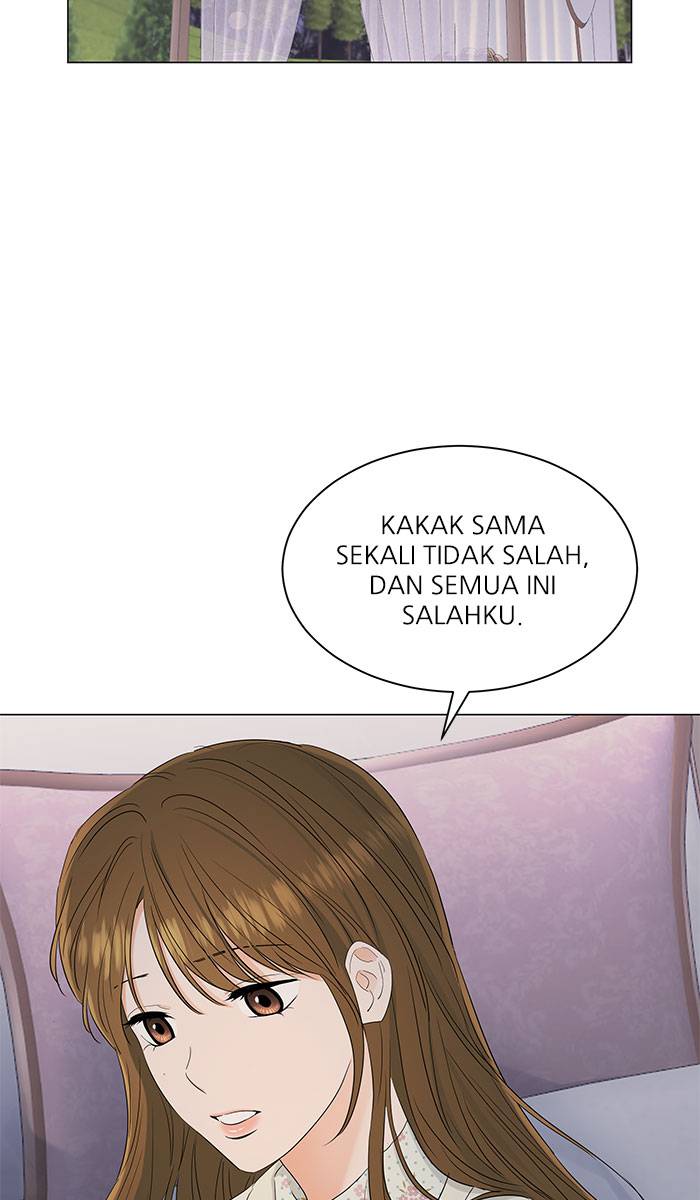 KAKAK SAMA
SEKALI TIDAK SALAH,
DAN SEMUA INI
SALAHKU.